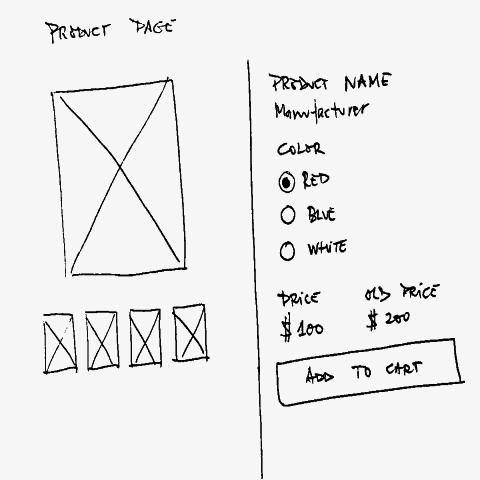 PRODUCT PAGE
PRODUCT NAME
Manufacturer
COLOR
RED
BLUE
WHITE
PRICE OLD PRICE
$100 $200
ADD TO CART